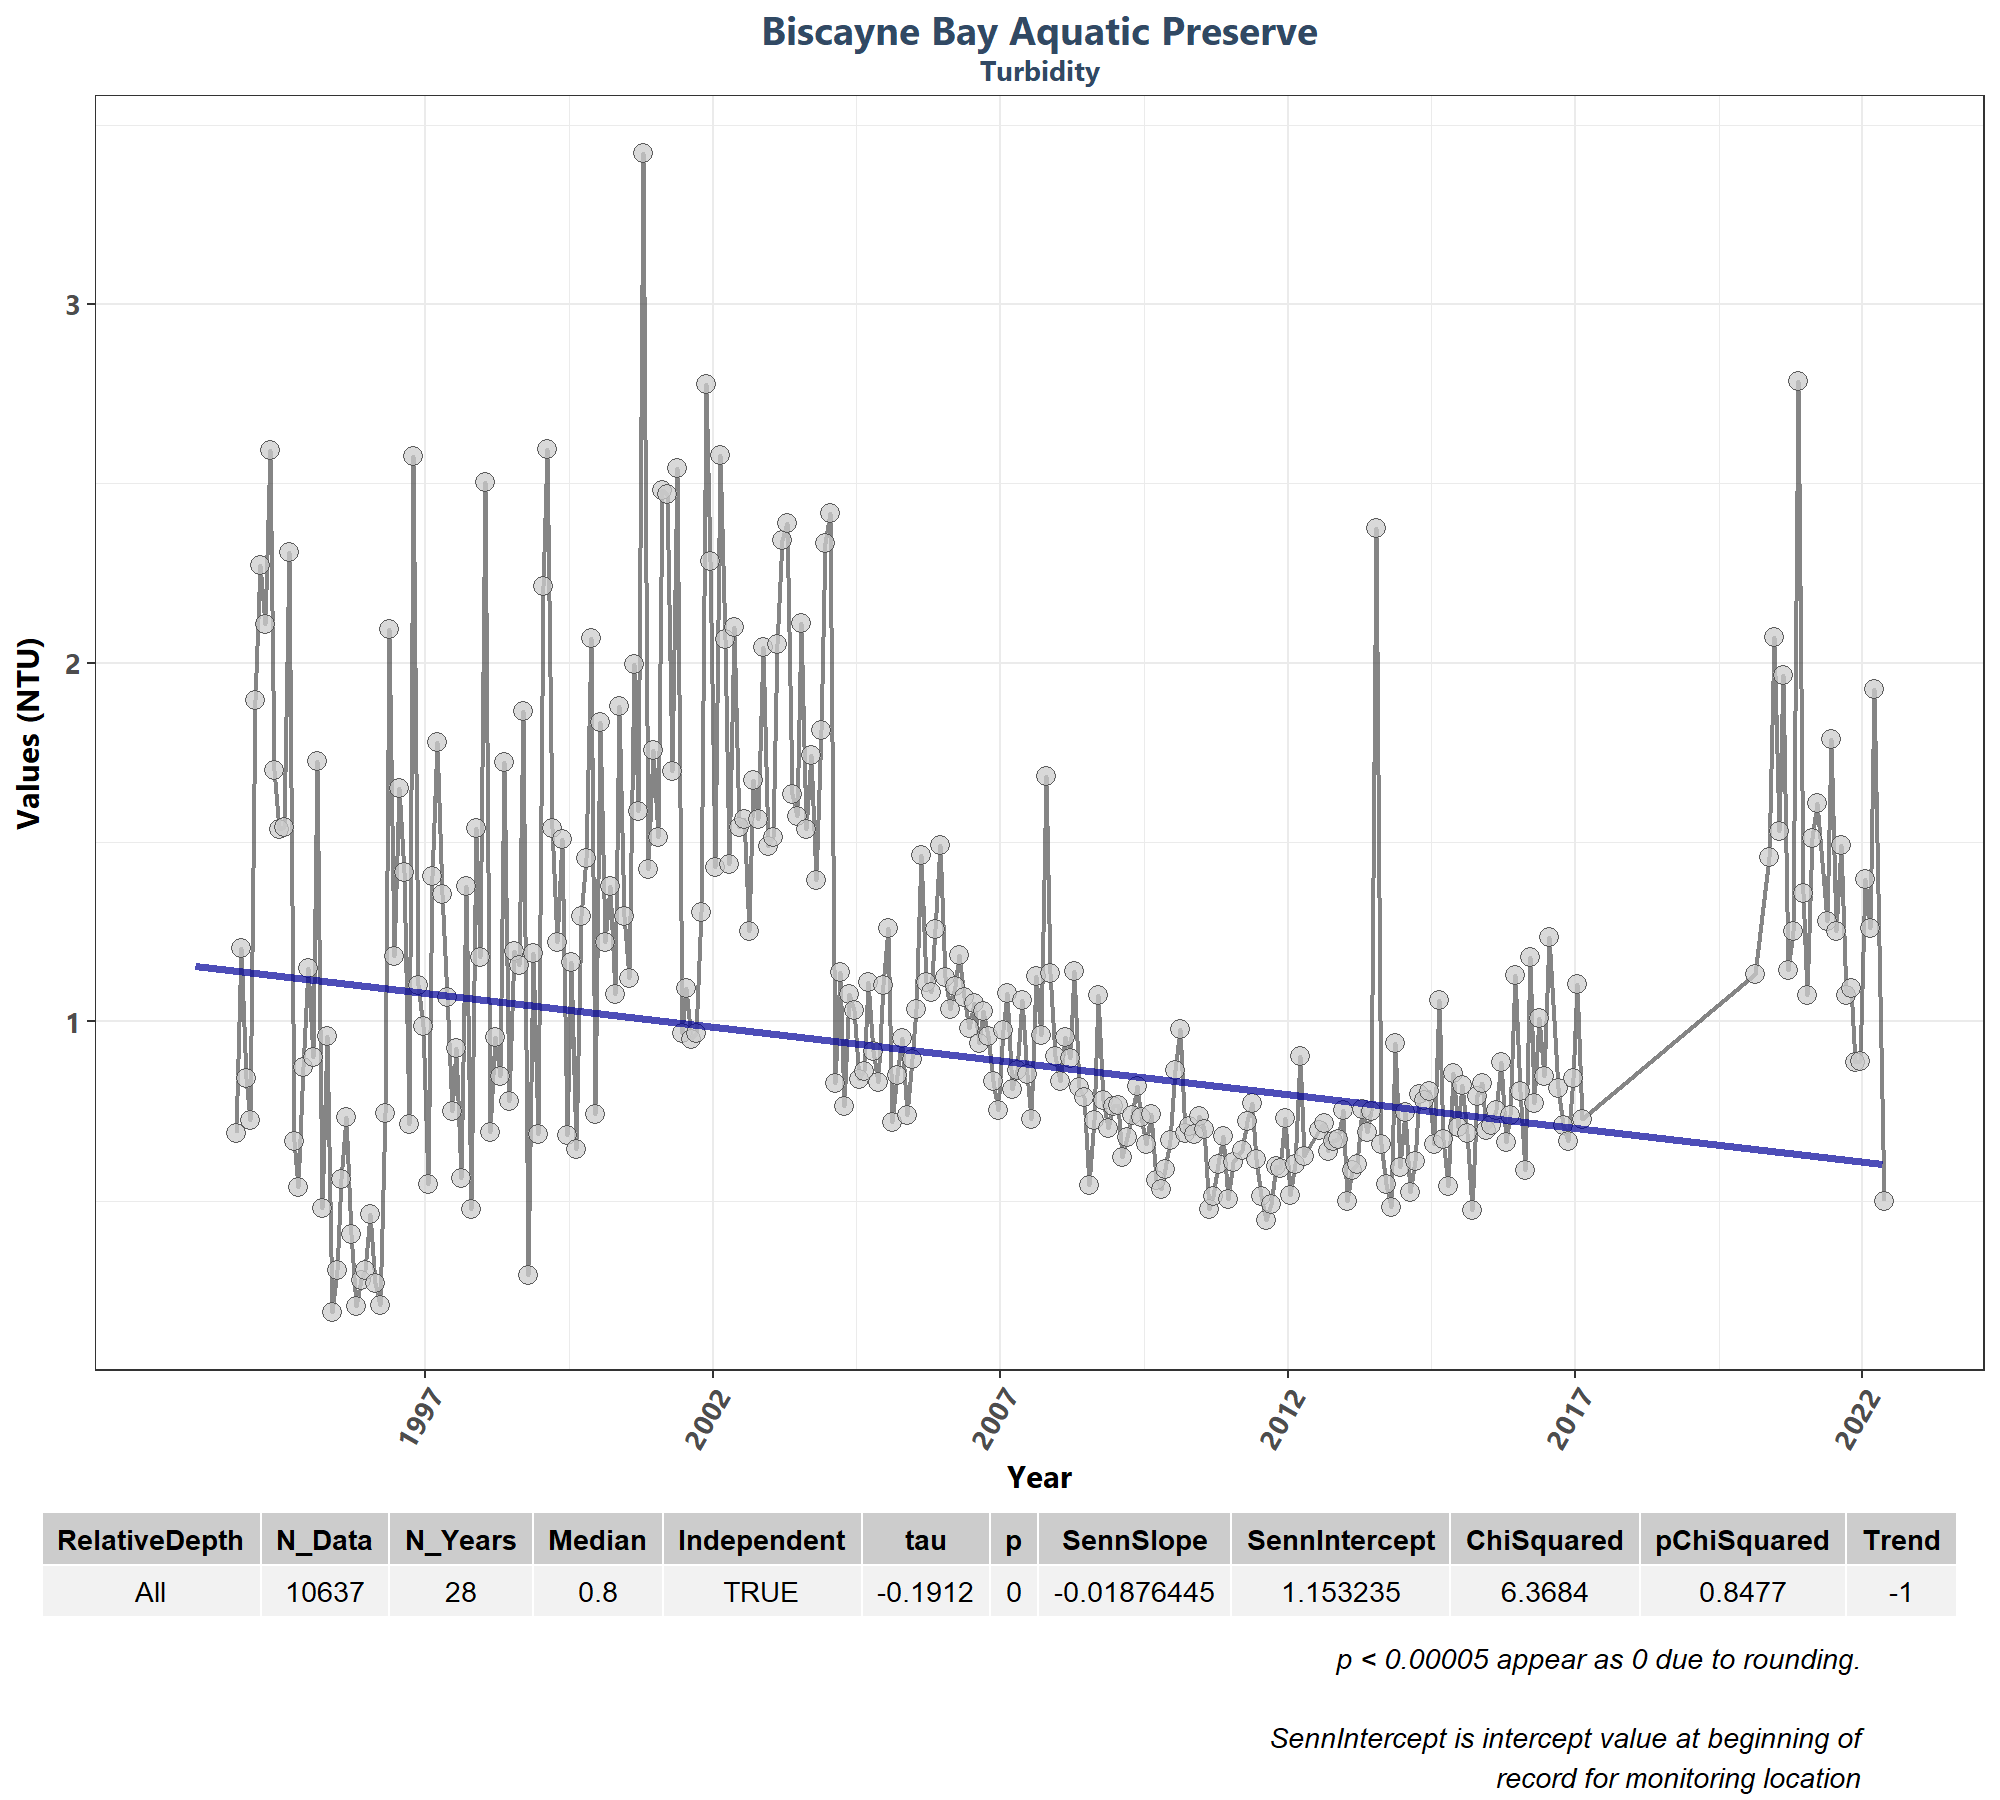 Biscayne Bay Aquatic Preserve
Turbidity
Values (NTU)
3
2
1
1997 2002 2007 2012 2017 2022
Year
RelativeDepth N_Data N_Years Median Independent tau p SennSlope SennIntercept ChiSquared pChiSquared Trend
All 10637 28 0.8 TRUE -0.1912 0 -0.01876445 1.153235 6.3684 0.8477 -1
p < 0.00005 appear as 0 due to rounding.
SennIntercept is intercept value at beginning of
record for monitoring location